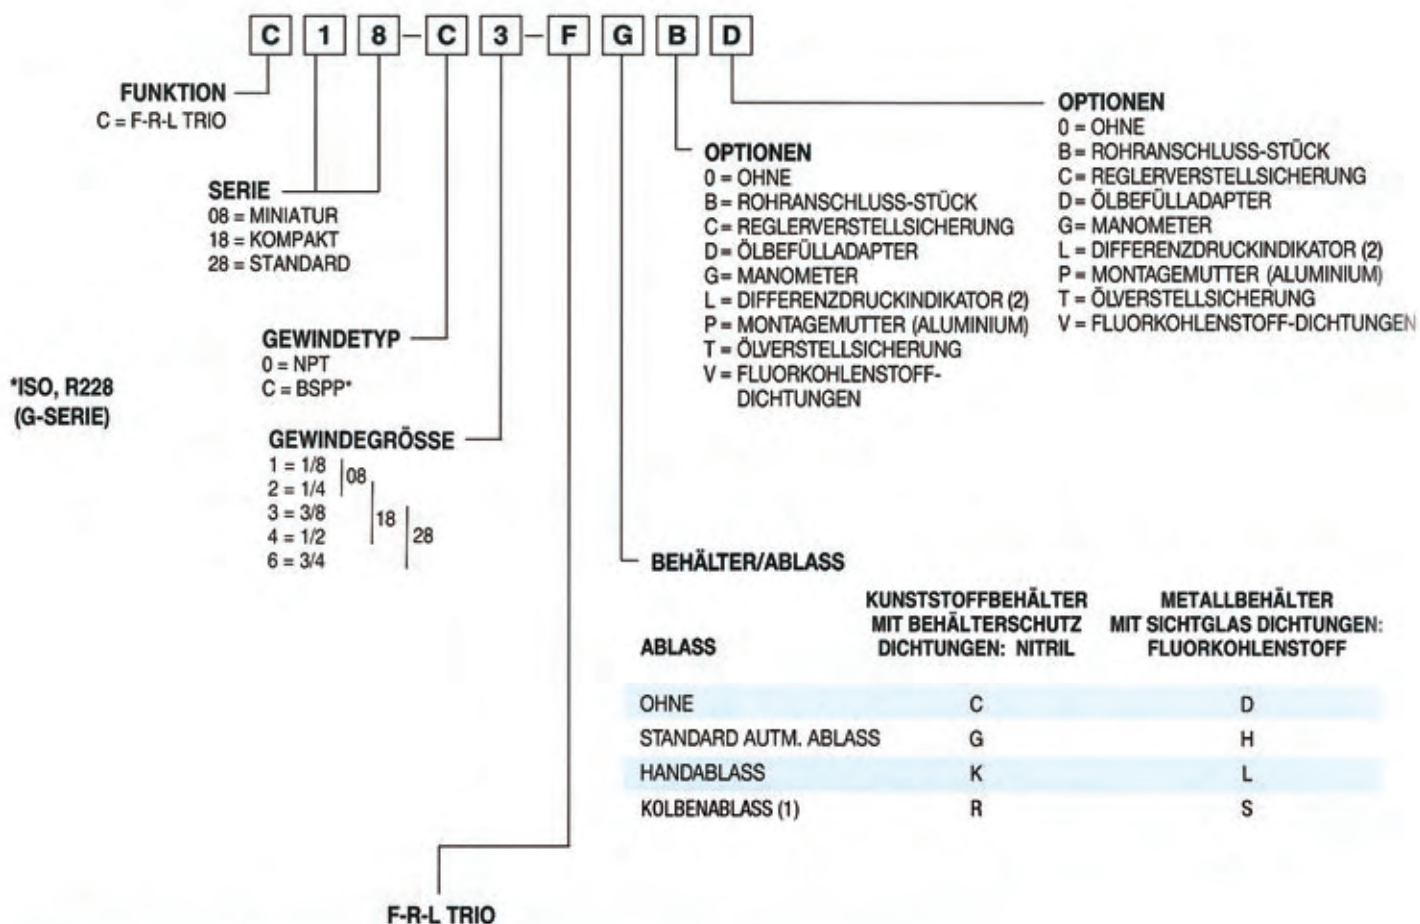 C 1 8 - C 3 - F G B D
FUNKTION
C = F-R-L TRIO
SERIE
08 = MINIATUR
18 = KOMPAKT
28 = STANDARD
GEWINDETYP
0 = NPT
C = BSPP*
*ISO, R228
(G-SERIE)
GEWINDEGRÖSSE
1 = 1/8
2 = 1/4
3 = 3/8
4 = 1/2
6 = 3/4
08
18
28
OPTIONEN
0 = OHNE
B = ROHRANSCHLUSS-STÜCK
C = REGLERVERSTELLSICHERUNG
D = ÖLBEFÜLLADAPTER
G = MANOMETER
L = DIFFERENZDRUCKINDIKATOR (2)
P = MONTAGEMUTTER (ALUMINIUM)
T = ÖLVERSTELLSICHERUNG
V = FLUORKOHLENSTOFF-
DICHTUNGEN
OPTIONEN
0 = OHNE
B = ROHRANSCHLUSS-STÜCK
C = REGLERVERSTELLSICHERUNG
D = ÖLBEFÜLLADAPTER
G = MANOMETER
L = DIFFERENZDRUCKINDIKATOR (2)
P = MONTAGEMUTTER (ALUMINIUM)
T = ÖLVERSTELLSICHERUNG
V = FLUORKOHLENSTOFF-DICHTUNGEN
BEHÄLTER/ABLASS
KUNSTSTOFFBEHÄLTER
MIT BEHÄLTERSCHUTZ
DICHTUNGEN: NITRIL
METALLBEHÄLTER
MIT SICHTGLAS DICHTUNGEN:
FLUORKOHLENSTOFF
ABLASS
OHNE C D
STANDARD AUTM. ABLASS G H
HANDABLASS K L
KOLBENABLASS (1) R S
F-R-L TRIO